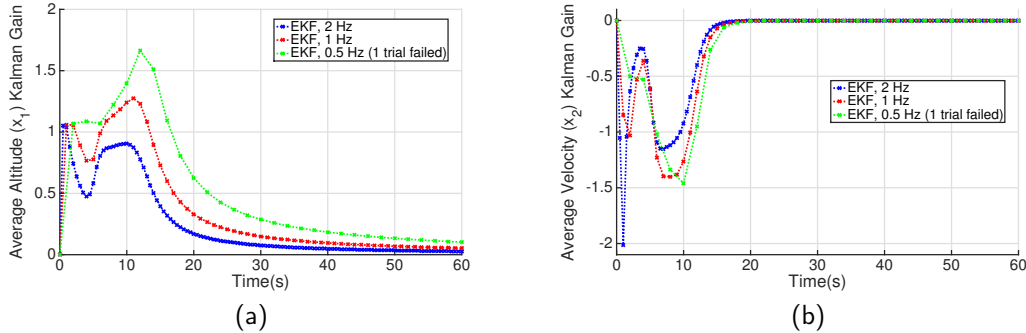 2
1.5
1
0.5
0
0
10
20
30
40
50
60
Average Altitude (x1) Kalman Gain
Time(s)
EKF, 2 Hz
EKF, 1 Hz
EKF, 0.5 Hz (1 trial failed)
(a)
0
-0.5
-1
-1.5
-2
0
10
20
30
40
50
60
Average Velocity (x2) Kalman Gain
Time(s)
EKF, 2 Hz
EKF, 1 Hz
EKF, 0.5 Hz (1 trial failed)
(b)